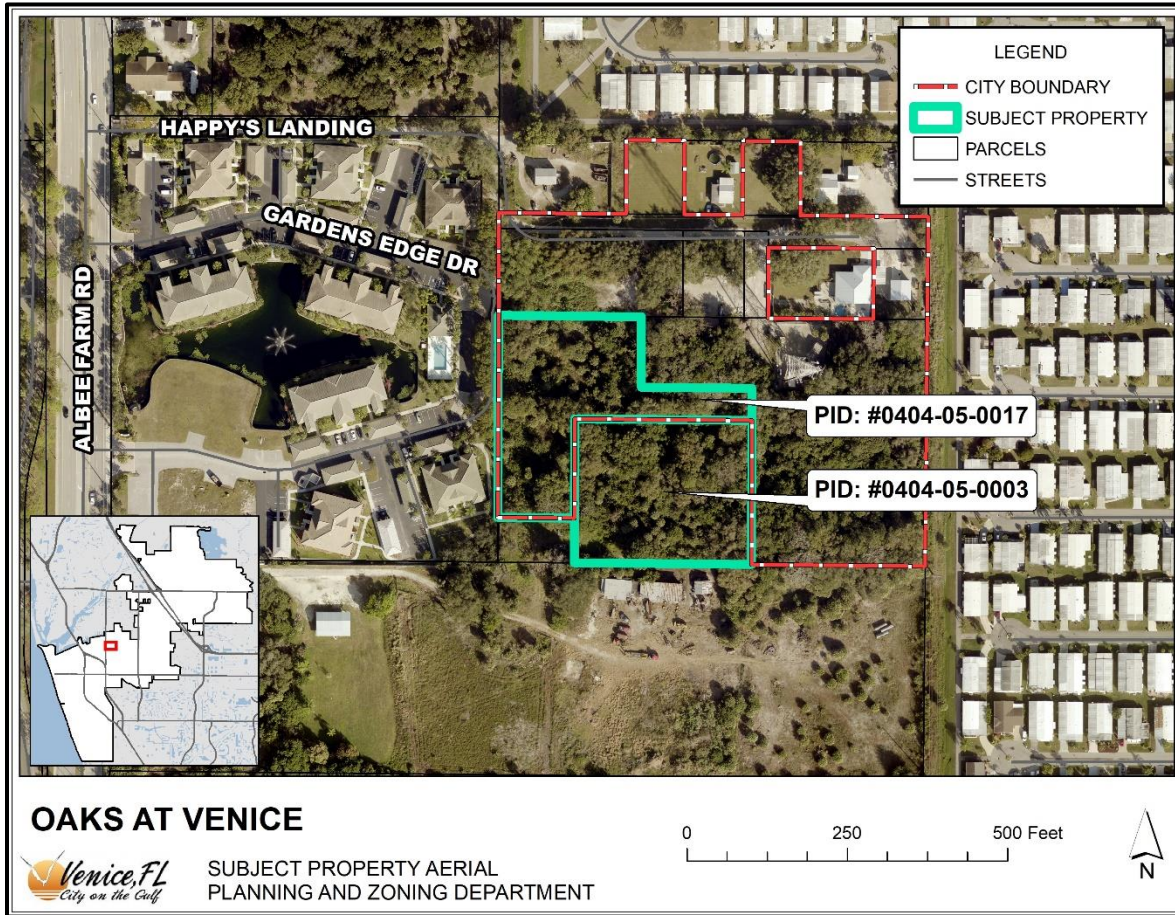 HAPPY'S LANDING
GARDENS EDGE DR
ALBEE FARM RD
LEGEND
CITY BOUNDARY
SUBJECT PROPERTY
PARCELS
STREETS
PID: #0404-05-0017
PID: #0404-05-0003
OAKS AT VENICE
Venice, FL
City on the Gulf
SUBJECT PROPERTY AERIAL
PLANNING AND ZONING DEPARTMENT
0 250 500 Feet
N